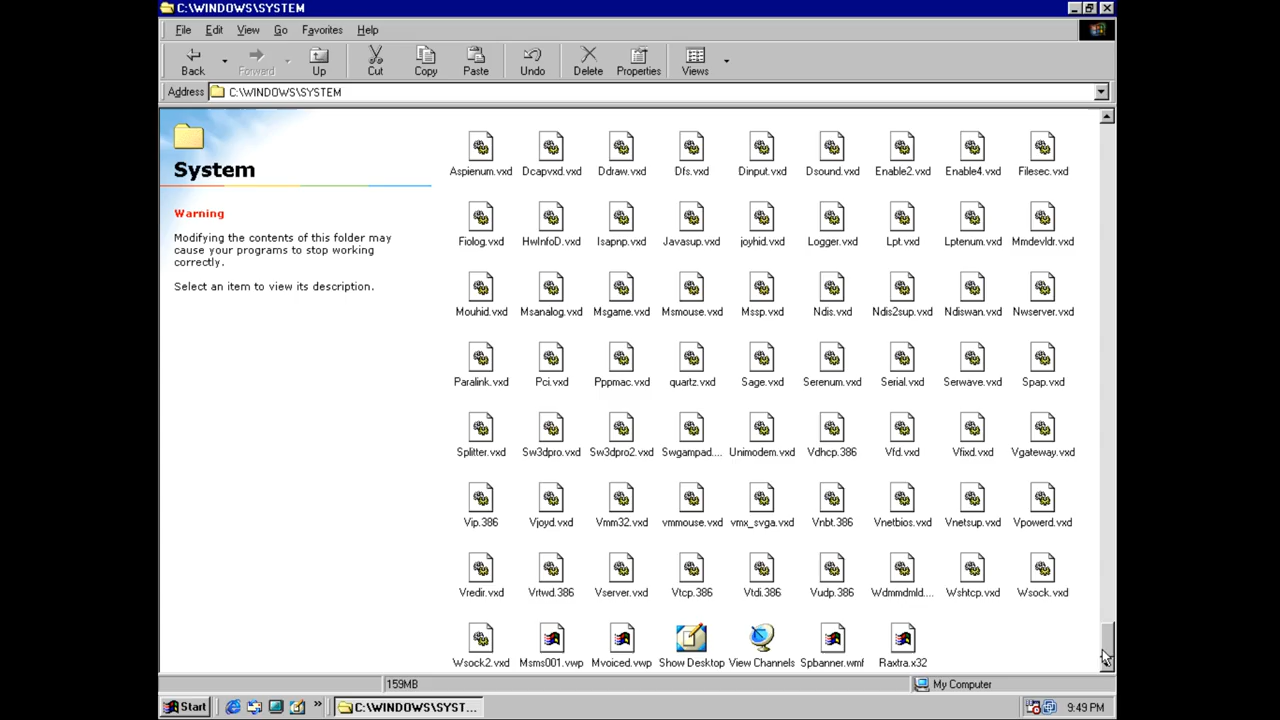 C:\WINDOWS\SYSTEM
File Edit View Go Favorites Help
Back Forward Up Cut Copy Paste Undo Delete Properties Views
Address C:\WINDOWS\SYSTEM
System
Warning
Modifying the contents of this folder may
cause your programs to stop working
correctly.
Select an item to view its description.
Aspienum.vxd Dcapvxd.vxd Ddraw.vxd Dfs.vxd Dinput.vxd Dsound.vxd Enable2.vxd Enable4.vxd Filesec.vxd
Fiolog.vxd HwInfoD.vxd Isapnp.vxd Javasup.vxd joyhid.vxd Logger.vxd Lpt.vxd Lptenum.vxd Mmdevldr.vxd
Mouhid.vxd Msanalog.vxd Msgame.vxd Msmouse.vxd Mssp.vxd Ndis.vxd Ndis2sup.vxd Ndiswan.vxd Nwserver.vxd
Paralink.vxd Pci.vxd Pppmac.vxd quartz.vxd Sage.vxd Serenum.vxd Serial.vxd Serwave.vxd Spap.vxd
Splitter.vxd Sw3dpro.vxd Sw3dpro2.vxd Swgampad.... Unimodem.vxd Vdhcp.386 Vfd.vxd Vfixd.vxd Vgateway.vxd
Vip.386 Vjoyd.vxd Vmm32.vxd vmmouse.vxd vmx_svga.vxd Vnbt.386 Vnetbios.vxd Vnetsup.vxd Vpowerd.vxd
Vredir.vxd Vrtwd.386 Vserver.vxd Vtcp.386 Vtdi.386 Vudp.386 Wdmmdmld.... Wshtcp.vxd Wsock.vxd
Wsock2.vxd Msms001.vwp Mvoiced.vwp Show Desktop View Channels Spbanner.wmf Raxtra.x32
159MB My Computer
Start C:\WINDOWS\SYST... 9:49 PM